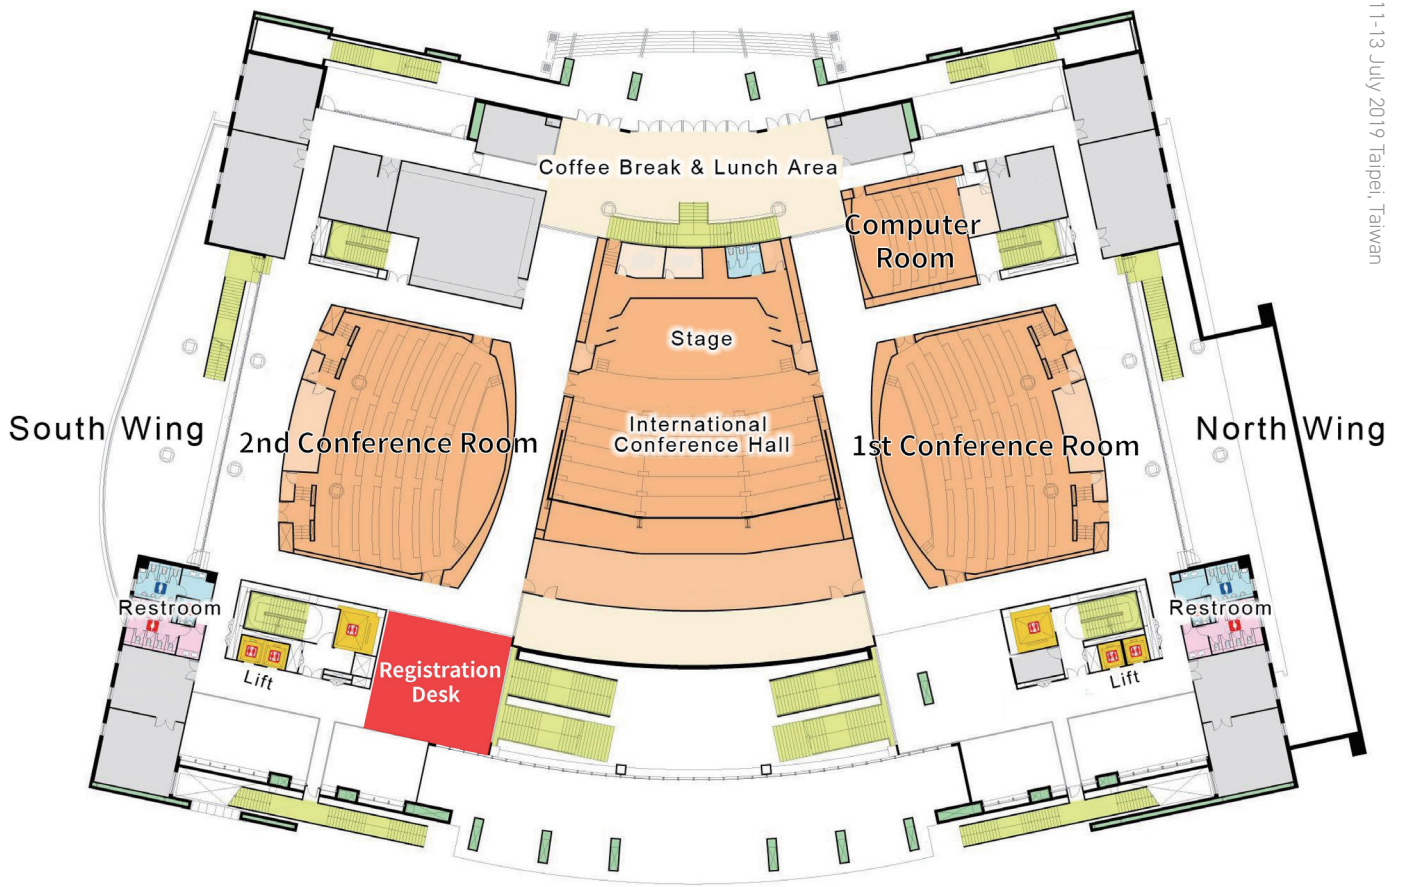 11-13 July 2019 Taipei, Taiwan
Coffee Break & Lunch Area
Computer
Room
Stage
South Wing
2nd Conference Room
International
Conference Hall
1st Conference Room
North Wing
Restroom
Restroom
Registration
Desk
Lift
Lift